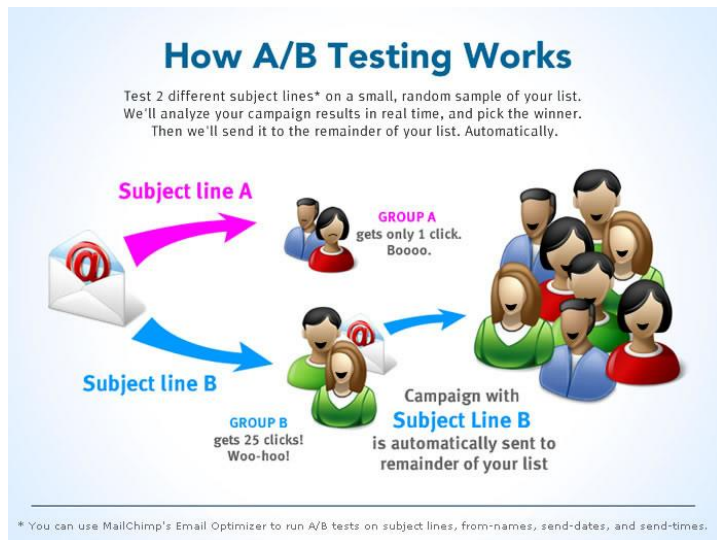 How A/B Testing Works
Test 2 different subject lines* on a small, random sample of your list.
We'll analyze your campaign results in real time, and pick the winner.
Then we'll send it to the remainder of your list. Automatically.
Subject line A
GROUP A
gets only 1 click.
Boooo.
@
@
Subject line B
GROUP B
gets 25 clicks!
Woo-hoo!
Campaign with
Subject Line B
is automatically sent to
remainder of your list
* You can use MailChimp's Email Optimizer to run A/B tests on subject lines, from-names, send-dates, and send-times.